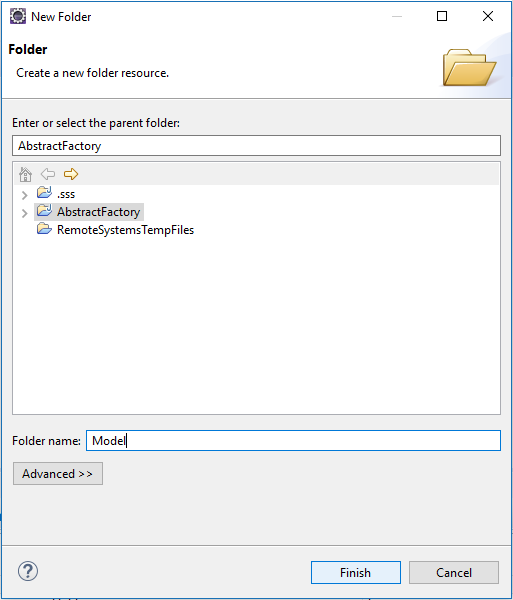 New Folder
Folder
Create a new folder resource.
Enter or select the parent folder:
AbstractFactory
.sss
AbstractFactory
RemoteSystemsTempFiles
Folder name: Model
Advanced >>
? Finish Cancel